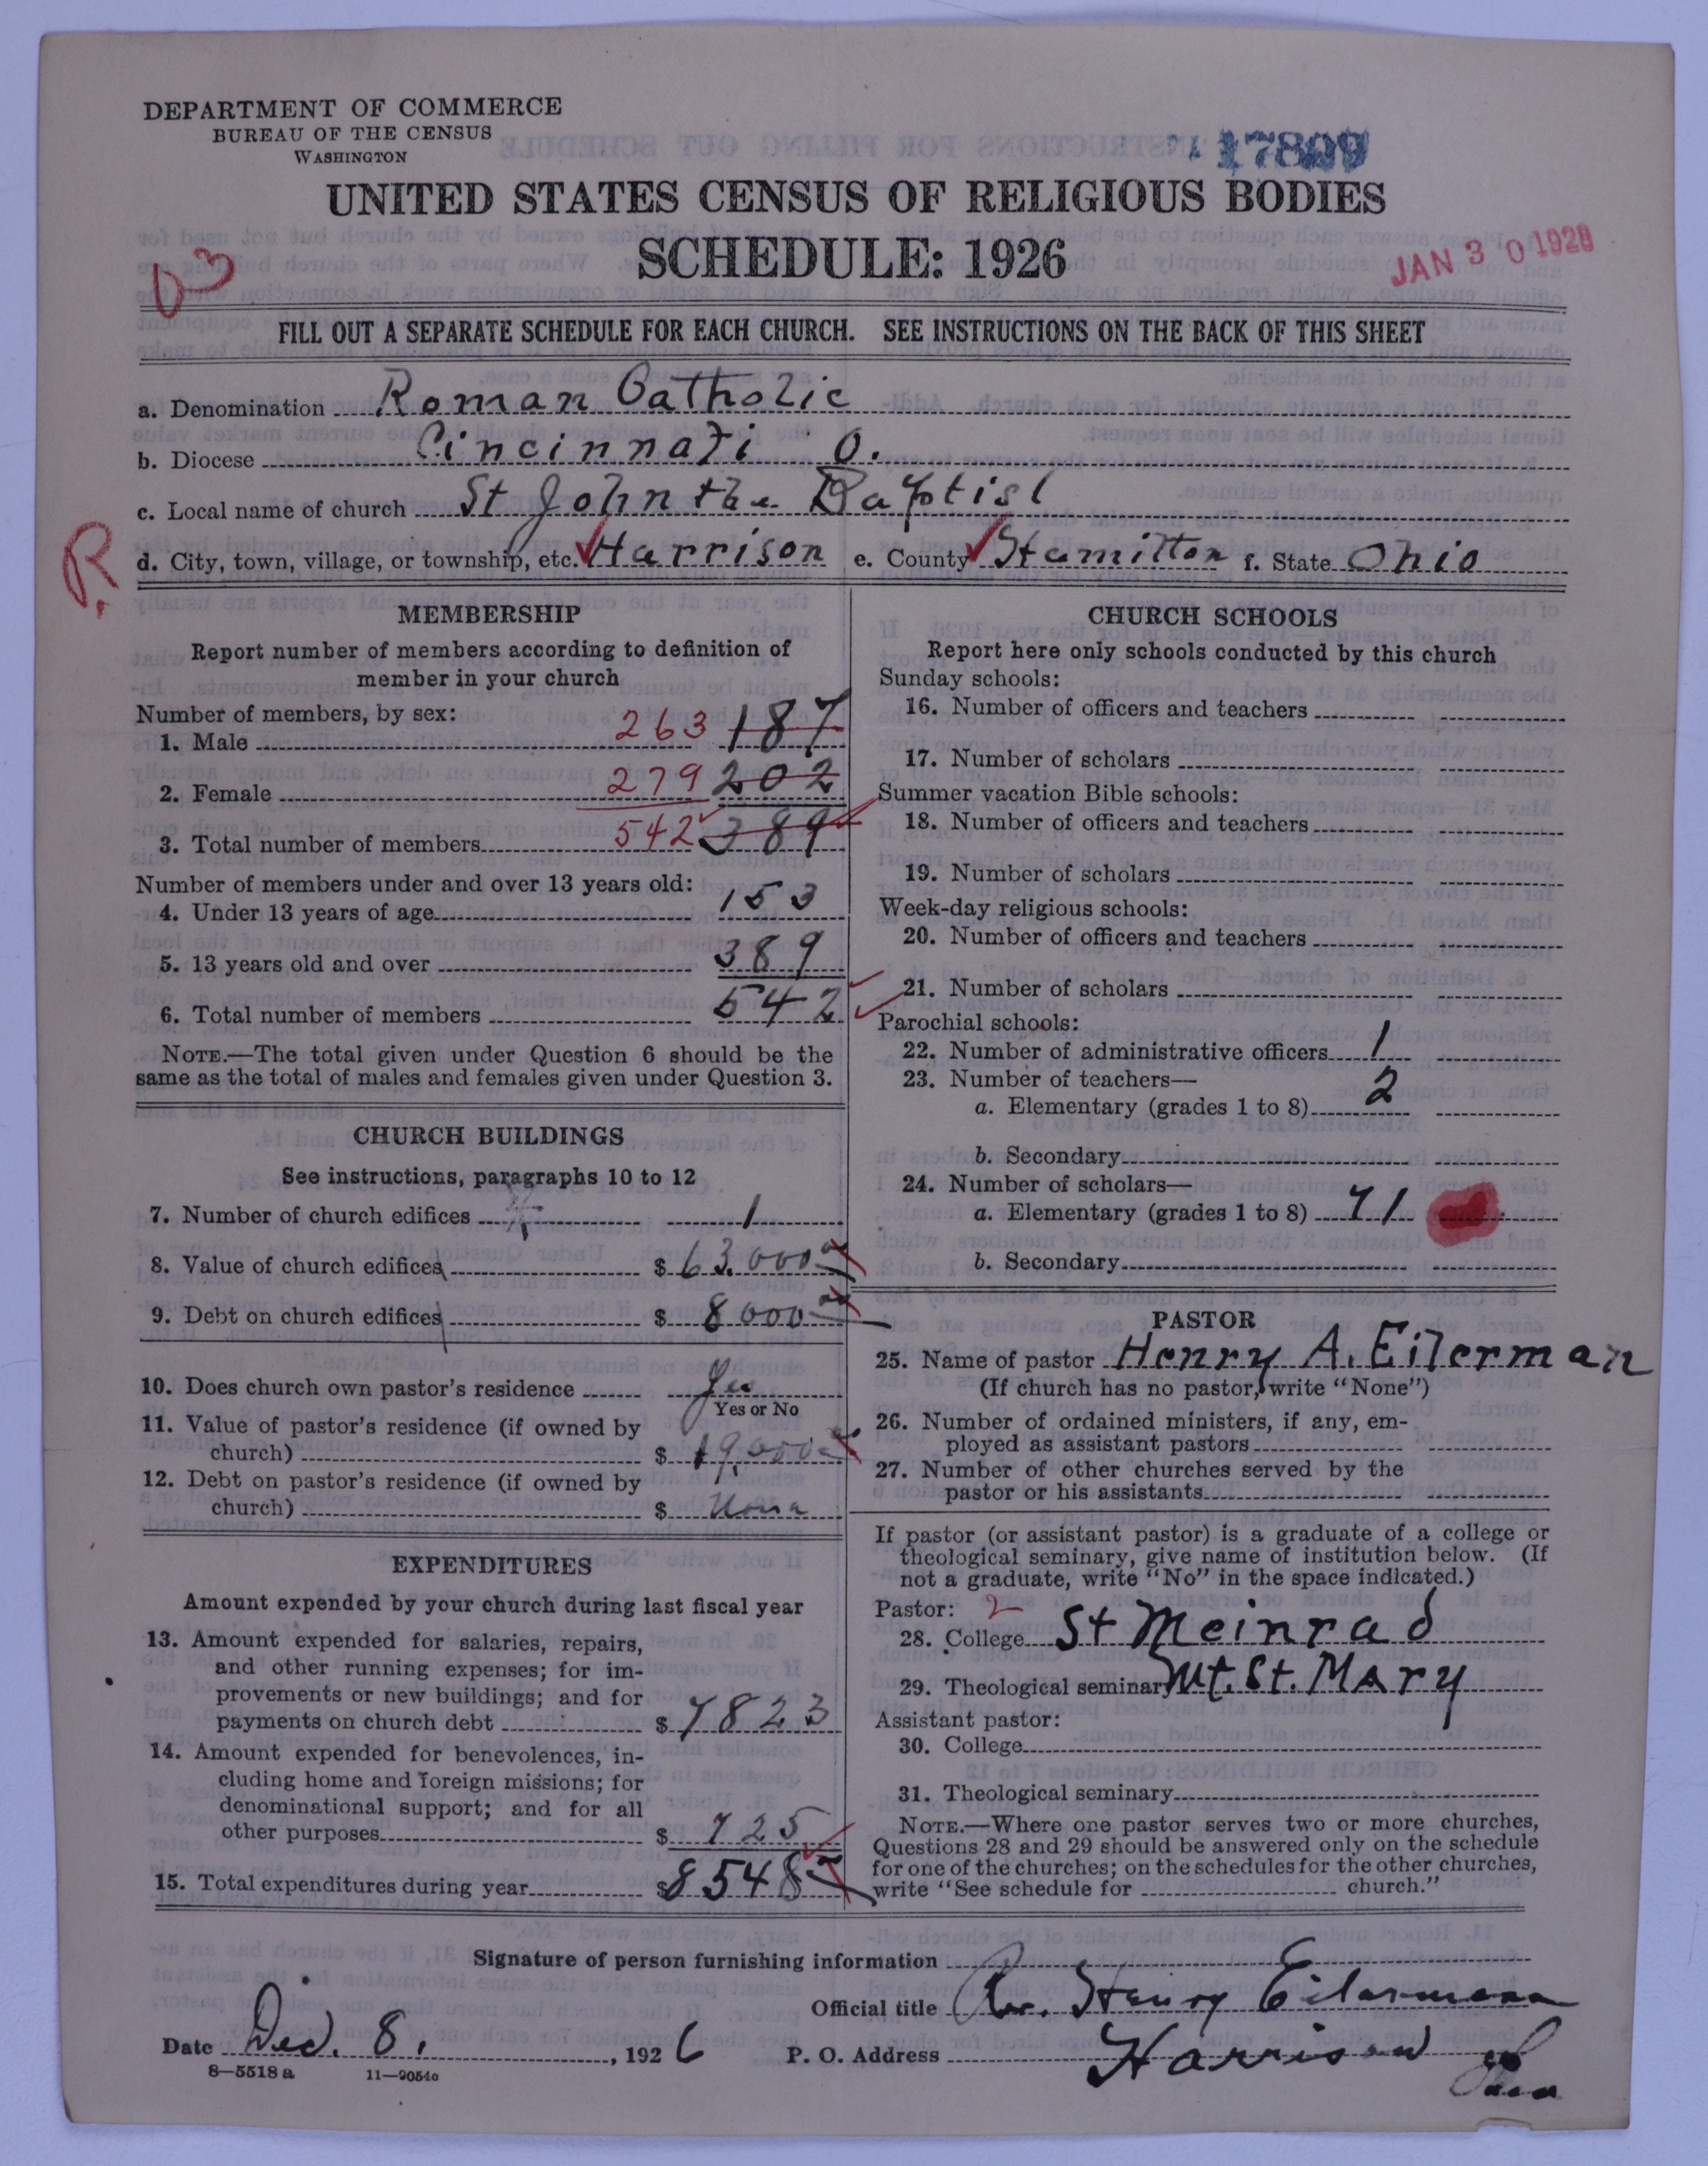 DEPARTMENT OF COMMERCE
BUREAU OF THE CENSUS
WASHINGTON
17809
UNITED STATES CENSUS OF RELIGIOUS BODIES
SCHEDULE: 1926
JAN 30 1928
FILL OUT A SEPARATE SCHEDULE FOR EACH CHURCH. SEE INSTRUCTIONS ON THE BACK OF THIS SHEET
a. Denomination Roman Catholic
b. Diocese Cincinnati O.
c. Local name of church St John the Baptist
R.
d. City, town, village, or township, etc. Harrison e. County Hamilton f. State Ohio
MEMBERSHIP
Report number of members according to definition of
member in your church
Number of members, by sex:
1. Male 263 187
2. Female 279 202
3. Total number of members 542 389
Number of members under and over 13 years old:
4. Under 13 years of age 153
5. 13 years old and over 389
6. Total number of members 542
NOTE.—The total given under Question 6 should be the
same as the total of males and females given under Question 3.
CHURCH BUILDINGS
See instructions, paragraphs 10 to 12
7. Number of church edifices 1
8. Value of church edifices $ 63.000
9. Debt on church edifices $ 8000
10. Does church own pastor's residence Yes
Yes or No
11. Value of pastor's residence (if owned by
church) $ 19,000
12. Debt on pastor's residence (if owned by
church) $ None
EXPENDITURES
Amount expended by your church during last fiscal year
13. Amount expended for salaries, repairs,
and other running expenses; for im-
provements or new buildings; and for
payments on church debt $ 7823
14. Amount expended for benevolences, in-
cluding home and foreign missions; for
denominational support; and for all
other purposes $ 725
15. Total expenditures during year $ 8548
CHURCH SCHOOLS
Report here only schools conducted by this church
Sunday schools:
16. Number of officers and teachers
17. Number of scholars
Summer vacation Bible schools:
18. Number of officers and teachers
19. Number of scholars
Week-day religious schools:
20. Number of officers and teachers
21. Number of scholars
Parochial schools:
22. Number of administrative officers 1
23. Number of teachers—
a. Elementary (grades 1 to 8) 2
b. Secondary
24. Number of scholars—
a. Elementary (grades 1 to 8) 71
b. Secondary
PASTOR
25. Name of pastor Henry A. Eilerman
(If church has no pastor, write "None")
26. Number of ordained ministers, if any, em-
ployed as assistant pastors
27. Number of other churches served by the
pastor or his assistants
If pastor (or assistant pastor) is a graduate of a college or
theological seminary, give name of institution below. (If
not a graduate, write "No" in the space indicated.)
Pastor: 2
28. College St Meinrad
29. Theological seminary Mt. St. Mary
Assistant pastor:
30. College
31. Theological seminary
NOTE.—Where one pastor serves two or more churches,
Questions 28 and 29 should be answered only on the schedule
for one of the churches; on the schedules for the other churches,
write "See schedule for church."
Signature of person furnishing information
Official title Rev. Henry Eilermann
Date Dec. 8, 1926 P. O. Address Harrison
8—5518 a 11—9054c